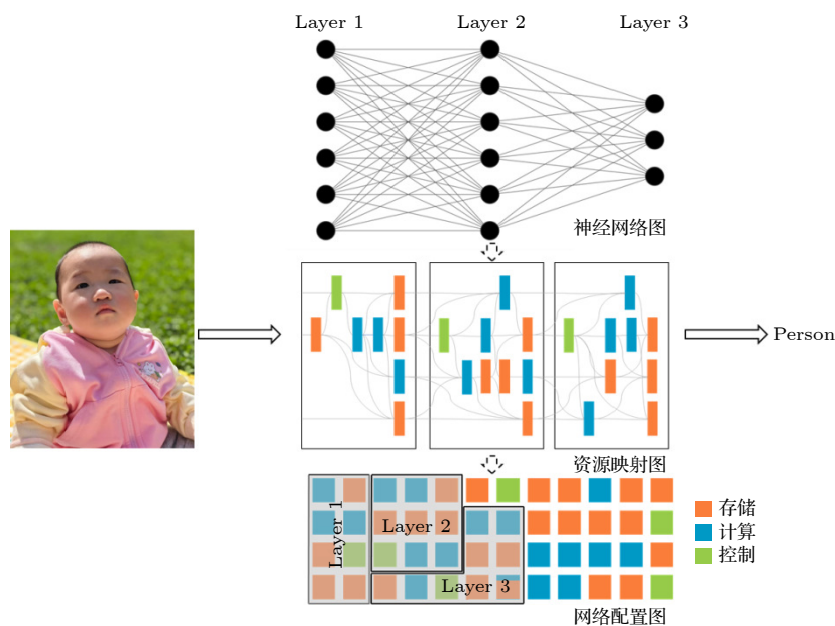 Layer 1
Layer 2
Layer 3
神经网络图
Person
资源映射图
Layer 1
Layer 2
Layer 3
存储
计算
控制
网络配置图